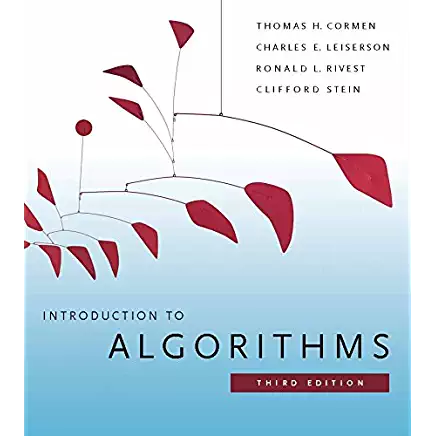 THOMAS H. CORMEN
CHARLES E. LEISERSON
RONALD L. RIVEST
CLIFFORD STEIN
INTRODUCTION TO
ALGORITHMS
THIRD EDITION